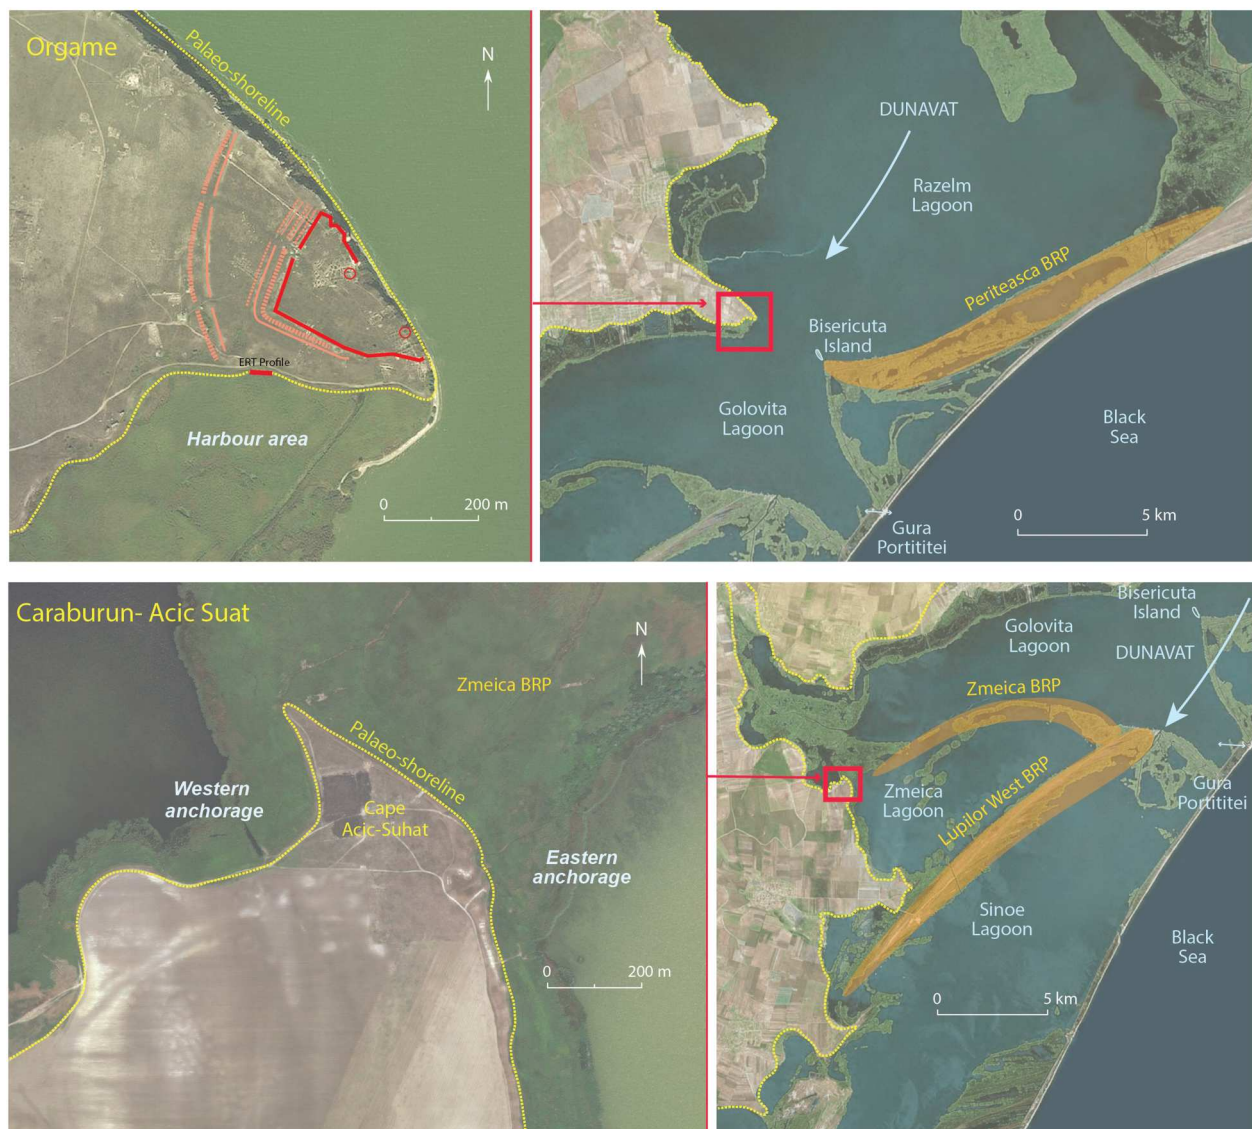 Orgame
Palaeo-shoreline
N
ERT Profile
Harbour area
0 200 m
DUNAVAT
Razelm
Lagoon
Periteasca BRP
Bisericuta
Island
Golovita
Lagoon
Black
Sea
Gura
Portititei
0 5 km
Caraburun- Acic Suat
N
Zmeica BRP
Palaeo-shoreline
Western
anchorage
Cape
Acic-Suhat
Eastern
anchorage
0 200 m
Bisericuta
Island
Golovita
Lagoon
DUNAVAT
Zmeica BRP
Zmeica
Lagoon
Lupilor West BRP
Gura
Portititei
Sinoe
Lagoon
Black
Sea
0 5 km